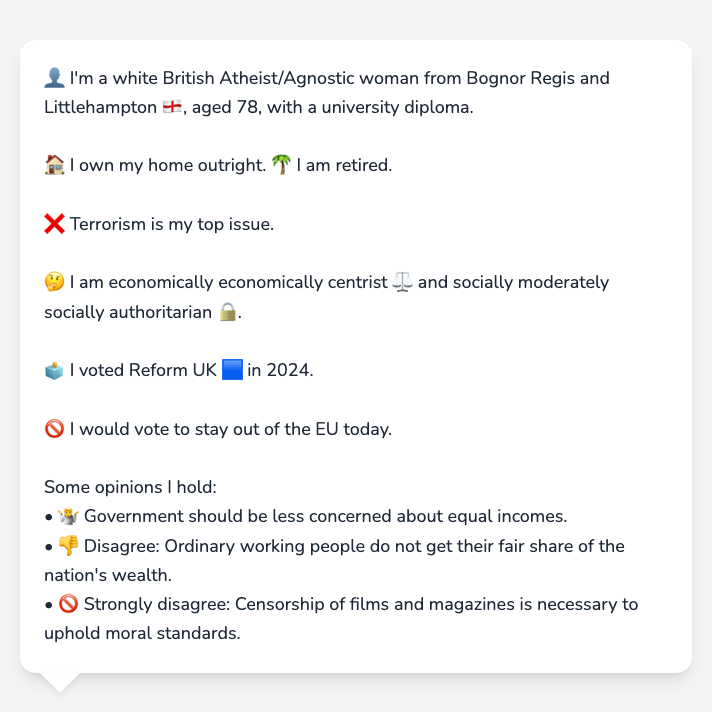 👤 I'm a white British Atheist/Agnostic woman from Bognor Regis and
Littlehampton 🏴󠁧󠁢󠁥󠁮󠁧󠁿, aged 78, with a university diploma.
🏠 I own my home outright. 🌴 I am retired.
❌ Terrorism is my top issue.
🤔 I am economically economically centrist ⚖️ and socially moderately
socially authoritarian 🔒.
🗳️ I voted Reform UK 🟦 in 2024.
🚫 I would vote to stay out of the EU today.
Some opinions I hold:
• 🤷 Government should be less concerned about equal incomes.
• 👎 Disagree: Ordinary working people do not get their fair share of the
nation's wealth.
• 🚫 Strongly disagree: Censorship of films and magazines is necessary to
uphold moral standards.